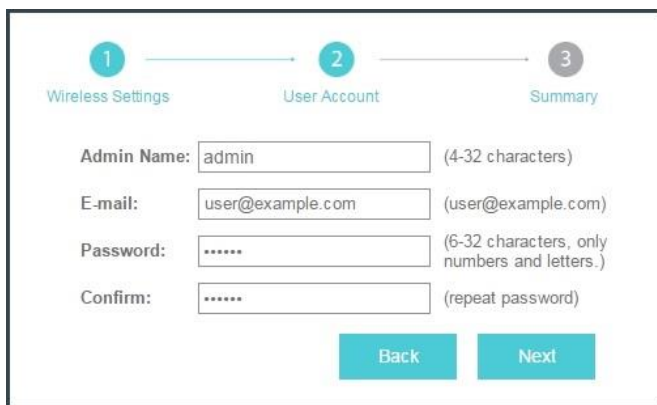 1 2 3
Wireless Settings User Account Summary
Admin Name: admin (4-32 characters)
E-mail: user@example.com (user@example.com)
Password: •••••• (6-32 characters, only
numbers and letters.)
Confirm: •••••• (repeat password)
Back Next